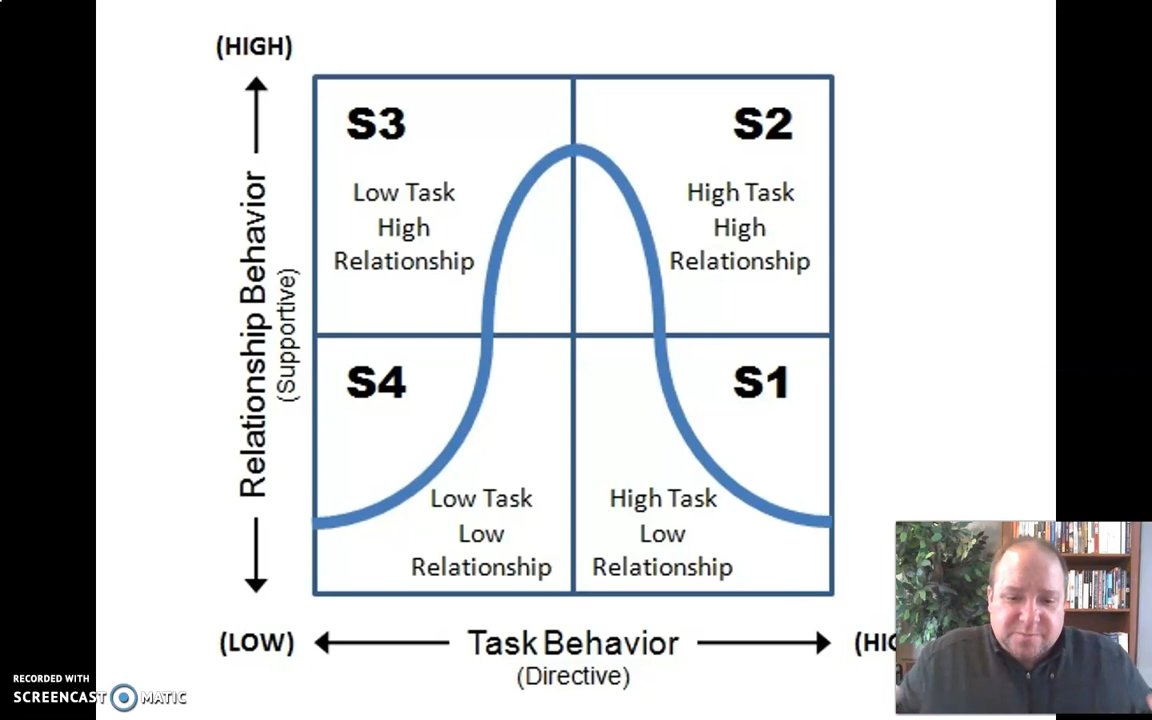 (HIGH)
S3
S2
Low Task
High
Relationship
High Task
High
Relationship
Relationship Behavior
(Supportive)
S4
S1
Low Task
Low
Relationship
High Task
Low
Relationship
(LOW)
Task Behavior
(Directive)
RECORDED WITH
SCREENCAST MATIC